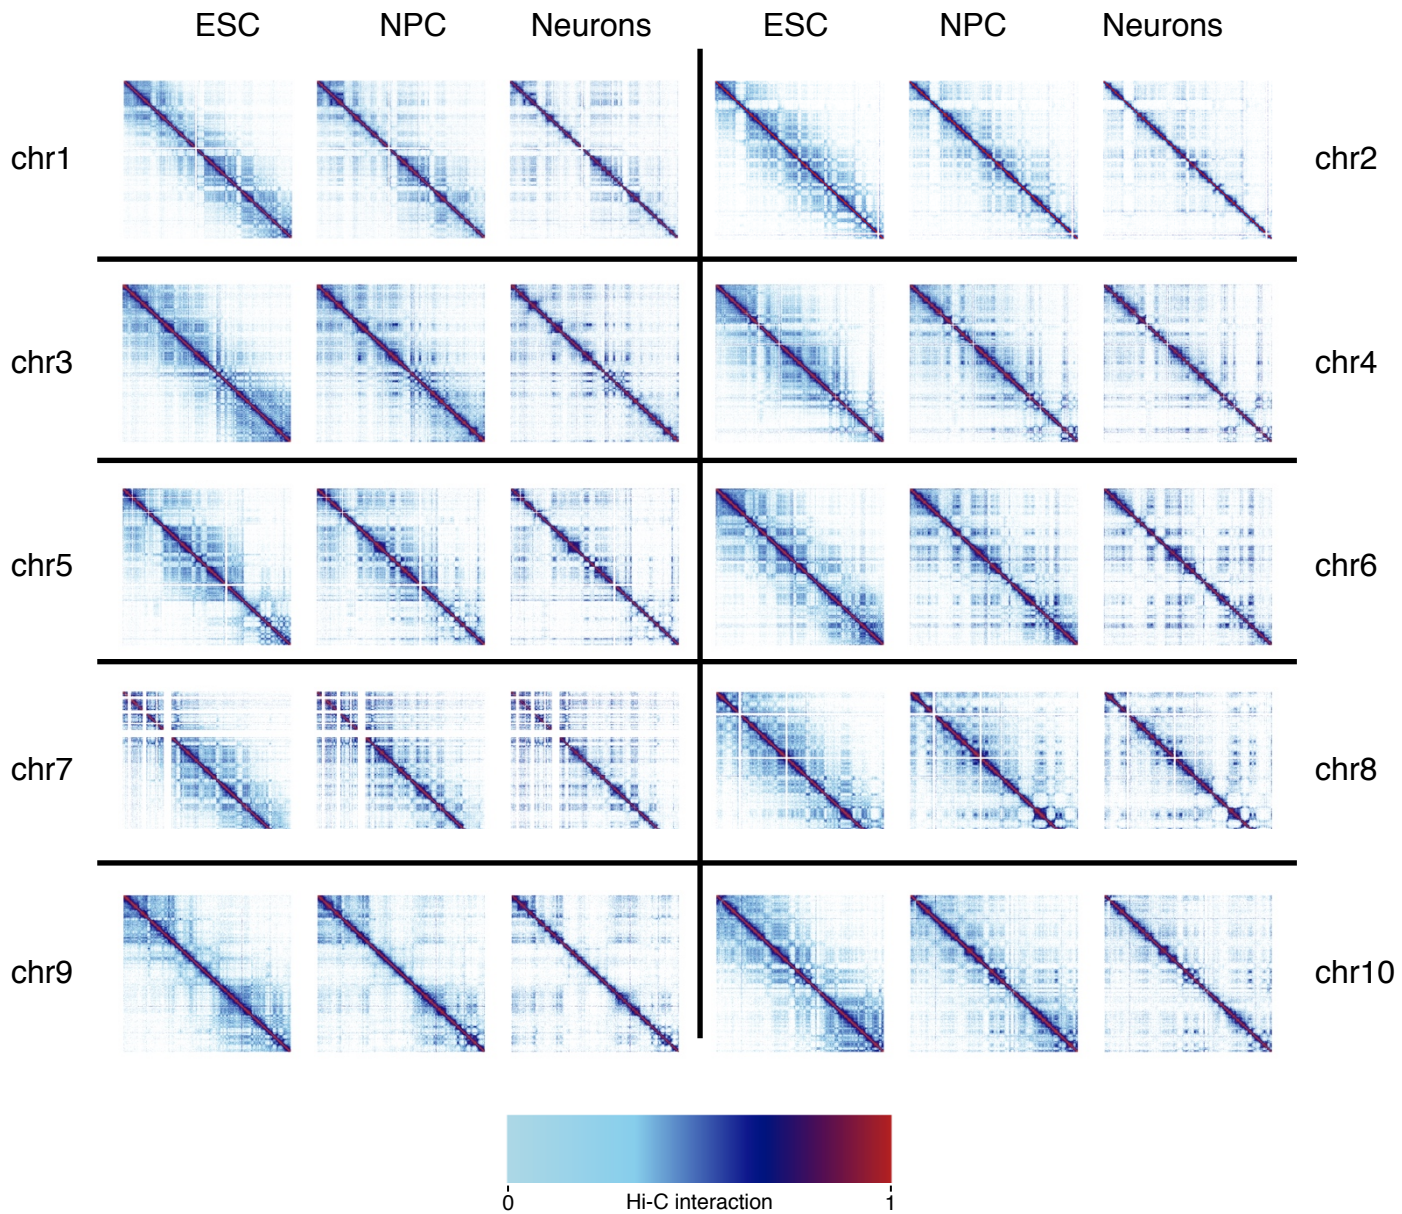 ESC NPC Neurons ESC NPC Neurons
chr1 chr2
chr3 chr4
chr5 chr6
chr7 chr8
chr9 chr10
0 Hi-C interaction 1